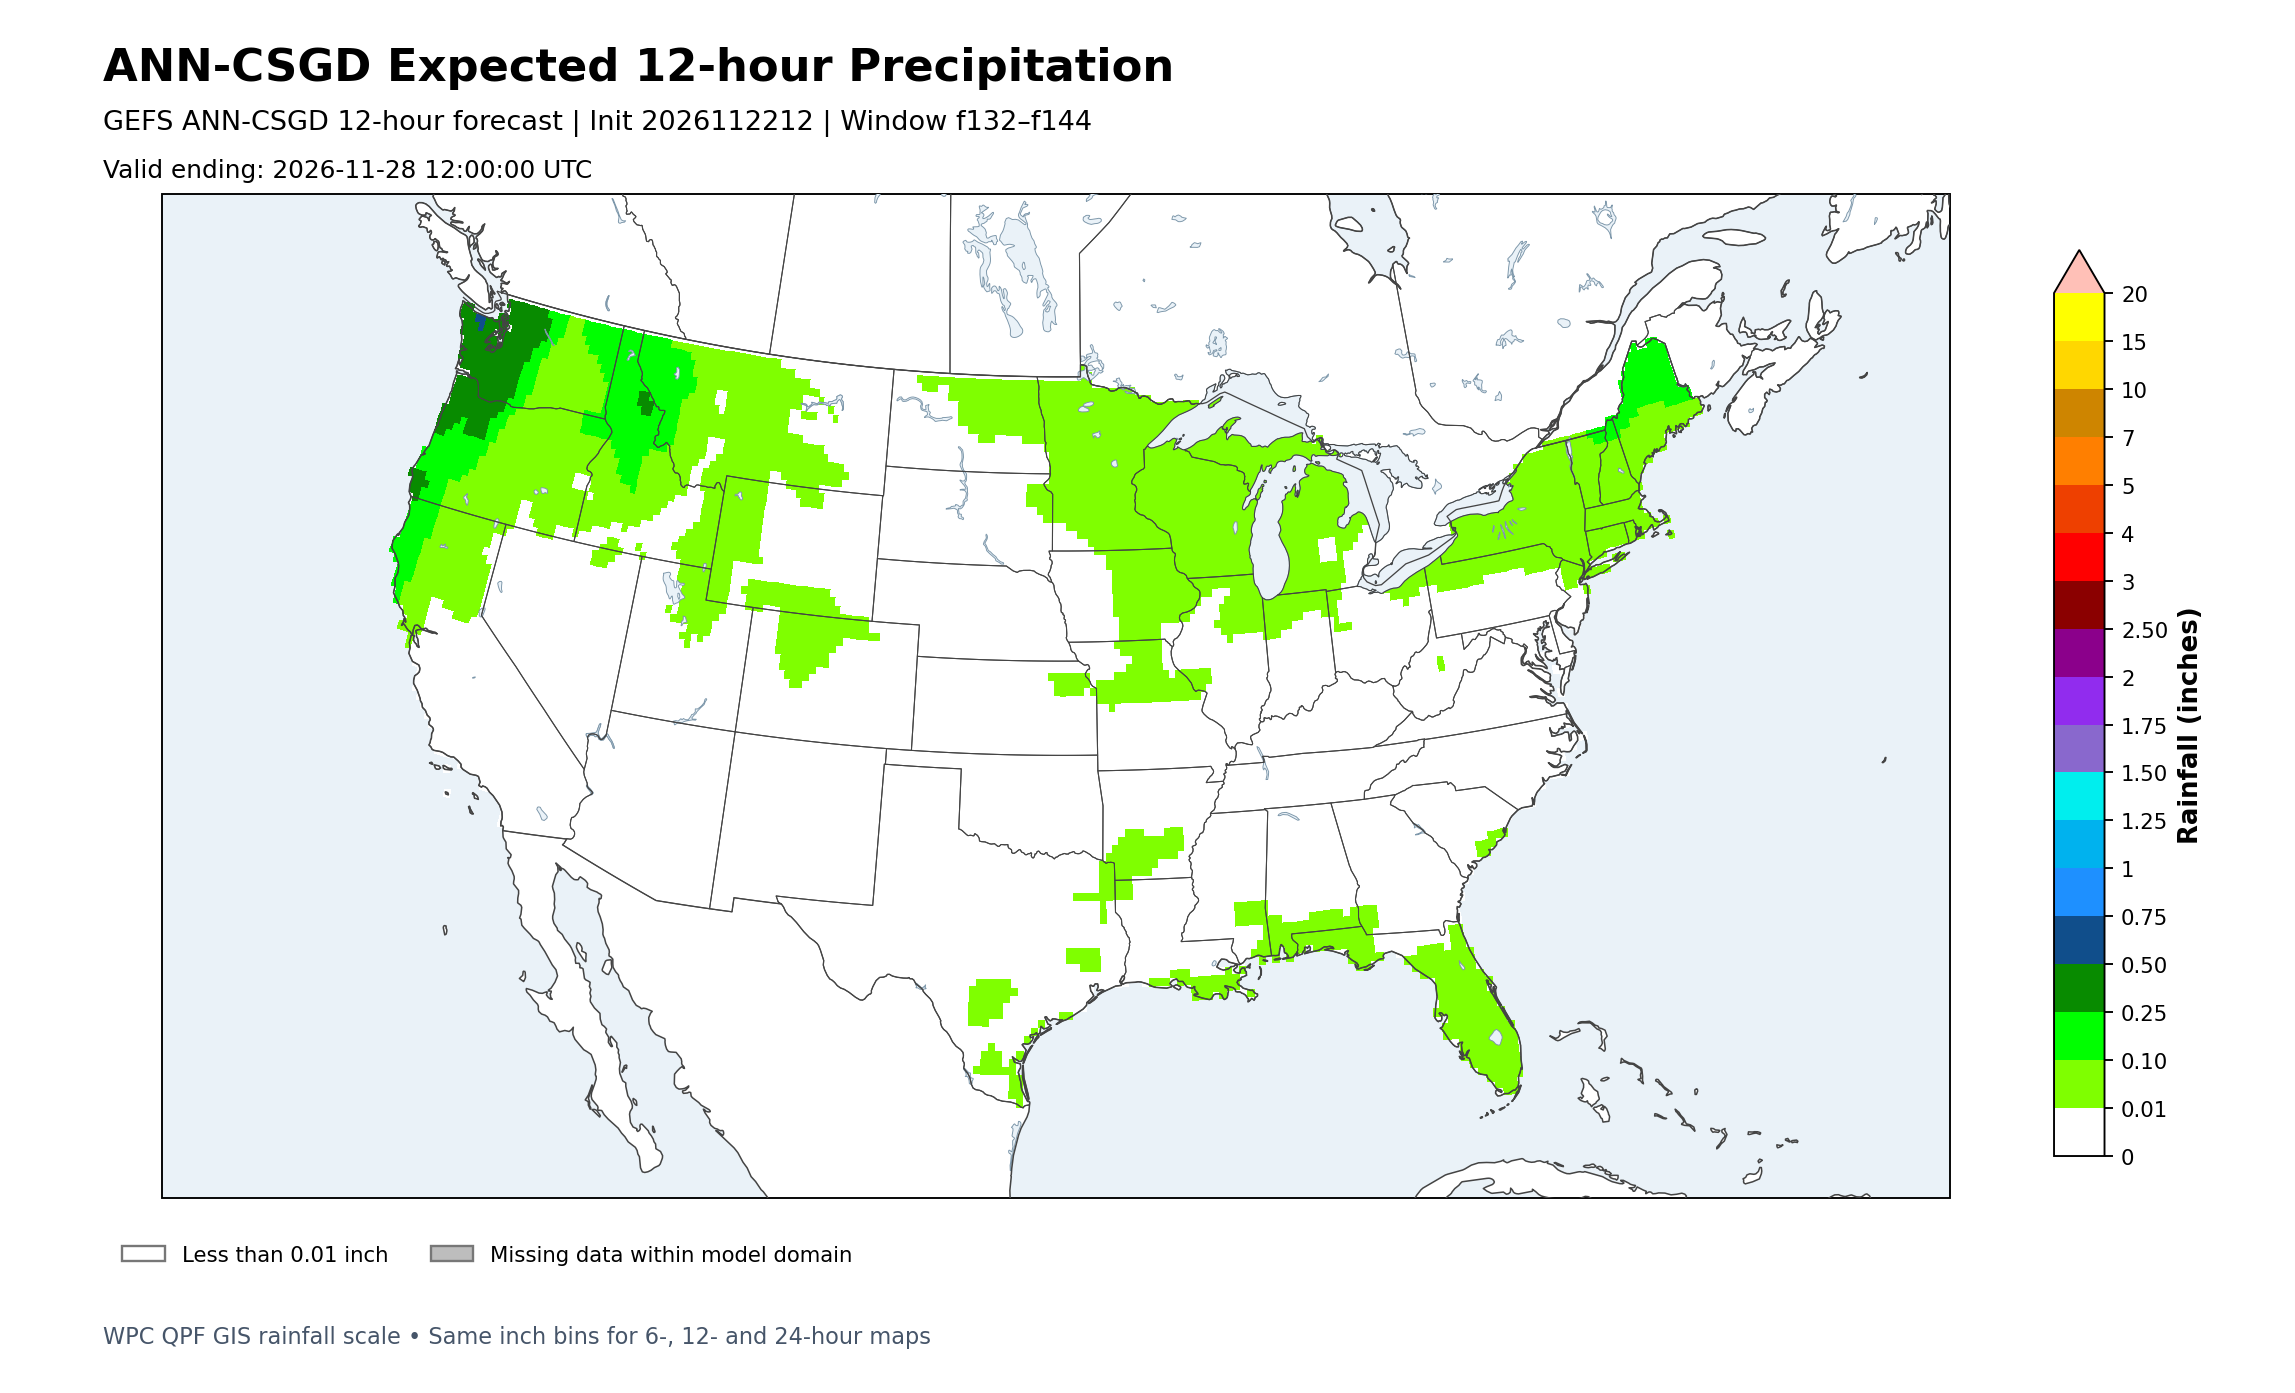 ANN-CSGD Expected 12-hour Precipitation
GEFS ANN-CSGD 12-hour forecast | Init 2026112212 | Window f132–f144
Valid ending: 2026-11-28 12:00:00 UTC
20
15
10
7
5
4
3
2.50
2
1.75
1.50
1.25
1
0.75
0.50
0.25
0.10
0.01
0
Rainfall (inches)
Less than 0.01 inch
Missing data within model domain
WPC QPF GIS rainfall scale • Same inch bins for 6-, 12- and 24-hour maps